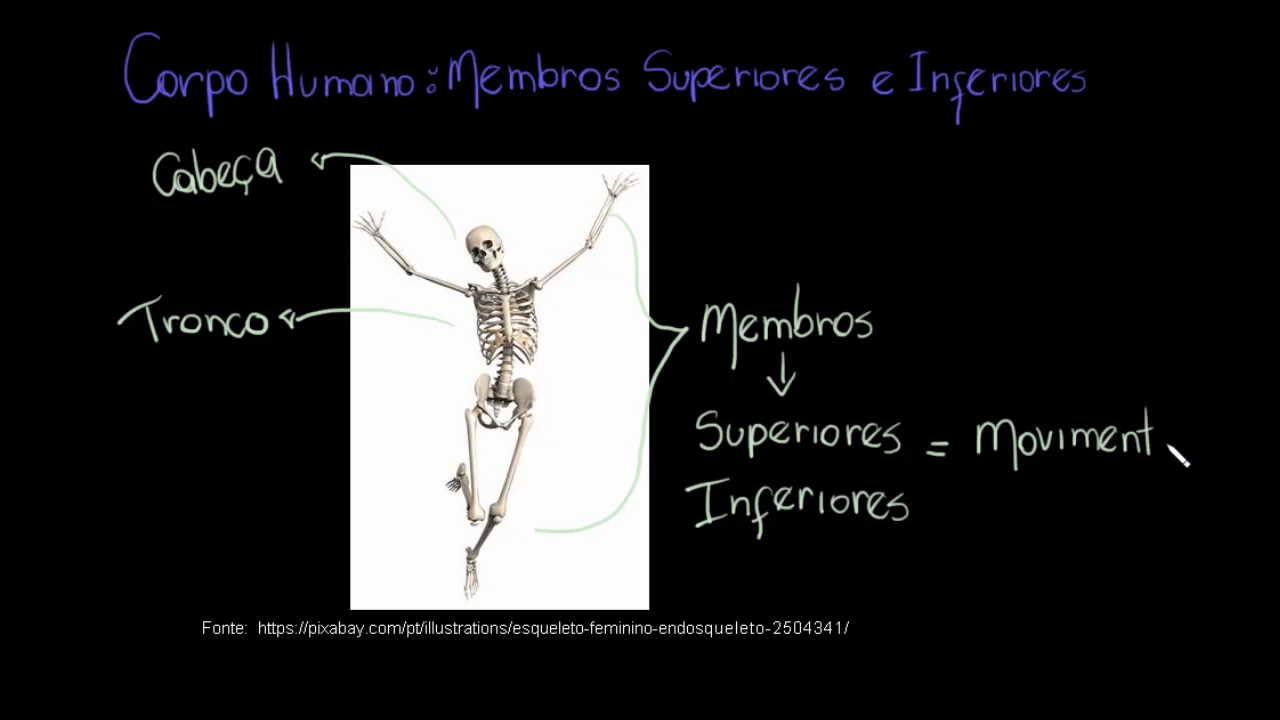 Corpo Humano: Membros Superiores e Inferiores
Cabeça
Tronco
Membros
Superiores = Moviment
Inferiores
Fonte: https://pixabay.com/pt/illustrations/esqueleto-feminino-endosqueleto-2504341/